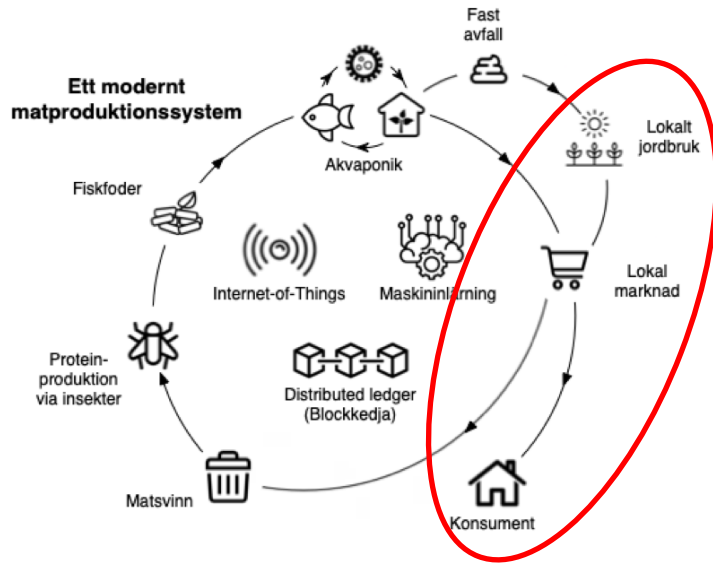 Fast
avfall
Ett modernt
matproduktionssystem
Lokalt
jordbruk
Akvaponik
Fiskfoder
Internet-of-Things
Maskininlärning
Lokal
marknad
Protein-
produktion
via insekter
Distributed ledger
(Blockkedja)
Matsvinn
Konsument